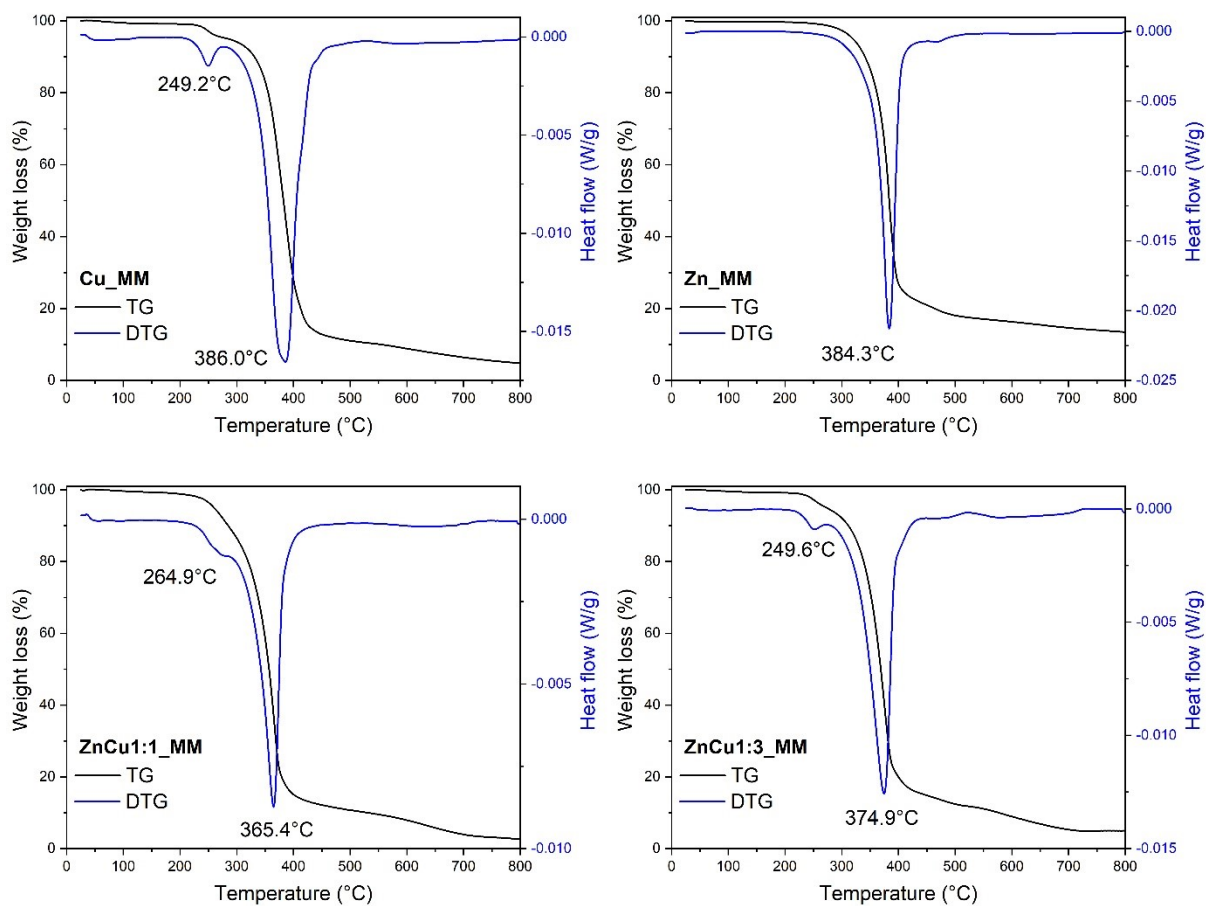 100
80
60
40
20
0
Weight loss (%)
249.2°C
386.0°C
Cu_MM
TG
DTG
0.000
-0.005
-0.010
-0.015
Heat flow (W/g)
0 100 200 300 400 500 600 700 800
Temperature (°C)
100
80
60
40
20
0
Weight loss (%)
384.3°C
Zn_MM
TG
DTG
0.000
-0.005
-0.010
-0.015
-0.020
-0.025
Heat flow (W/g)
0 100 200 300 400 500 600 700 800
Temperature (°C)
100
80
60
40
20
0
Weight loss (%)
264.9°C
ZnCu1:1_MM
TG
DTG
365.4°C
0.000
-0.005
-0.010
Heat flow (W/g)
0 100 200 300 400 500 600 700 800
Temperature (°C)
100
80
60
40
20
0
Weight loss (%)
249.6°C
ZnCu1:3_MM
TG
DTG
374.9°C
0.000
-0.005
-0.010
-0.015
Heat flow (W/g)
0 100 200 300 400 500 600 700 800
Temperature (°C)